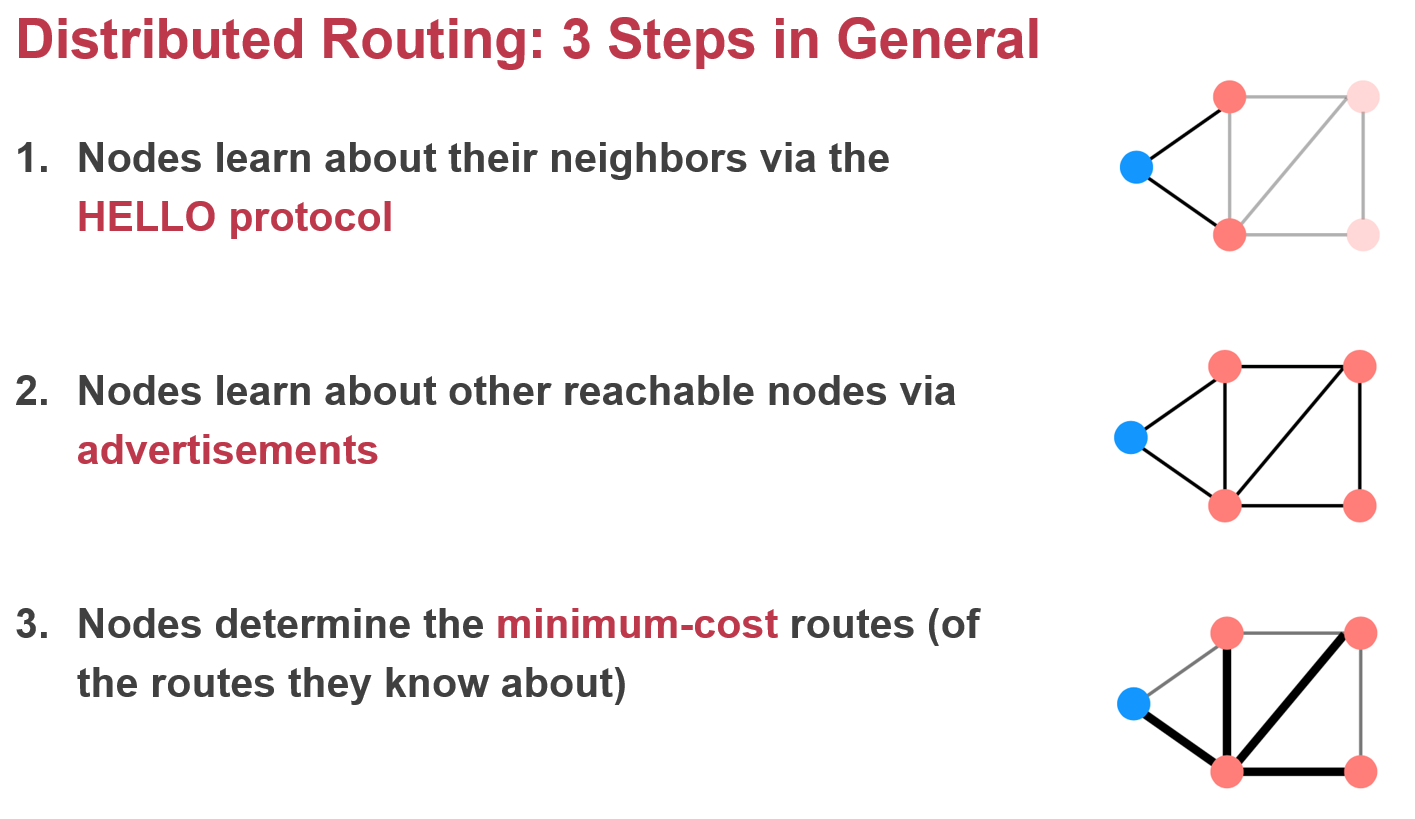 Distributed Routing: 3 Steps in General
1. Nodes learn about their neighbors via the
HELLO protocol
2. Nodes learn about other reachable nodes via
advertisements
3. Nodes determine the minimum-cost routes (of
the routes they know about)